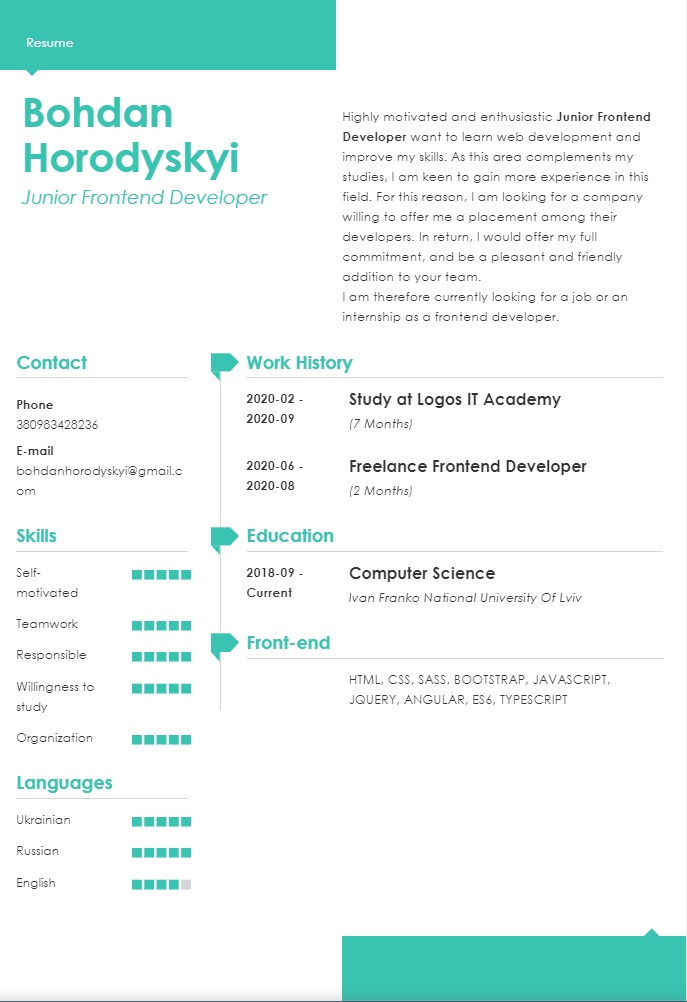 Resume
Bohdan
Horodyskyi
Junior Frontend Developer
Highly motivated and enthusiastic Junior Frontend
Developer want to learn web development and
improve my skills. As this area complements my
studies, I am keen to gain more experience in this
field. For this reason, I am looking for a company
willing to offer me a placement among their
developers. In return, I would offer my full
commitment, and be a pleasant and friendly
addition to your team.
I am therefore currently looking for a job or an
internship as a frontend developer.
Contact
Phone
380983428236
E-mail
bohdanhorodyskyi@gmail.c
om
Skills
Self-
motivated
Teamwork
Responsible
Willingness to
study
Organization
Languages
Ukrainian
Russian
English
Work History
2020-02 -
2020-09
Study at Logos IT Academy
(7 Months)
2020-06 -
2020-08
Freelance Frontend Developer
(2 Months)
Education
2018-09 -
Current
Computer Science
Ivan Franko National University Of Lviv
Front-end
HTML, CSS, SASS, BOOTSTRAP, JAVASCRIPT,
JQUERY, ANGULAR, ES6, TYPESCRIPT